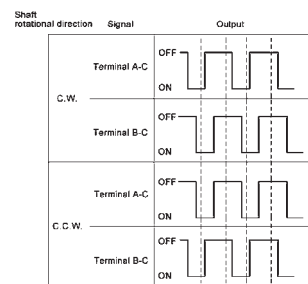 Shaft
rotational direction Signal Output
C.W.
Terminal A-C
OFF
ON
Terminal B-C
OFF
ON
C.C.W.
Terminal A-C
OFF
ON
Terminal B-C
OFF
ON